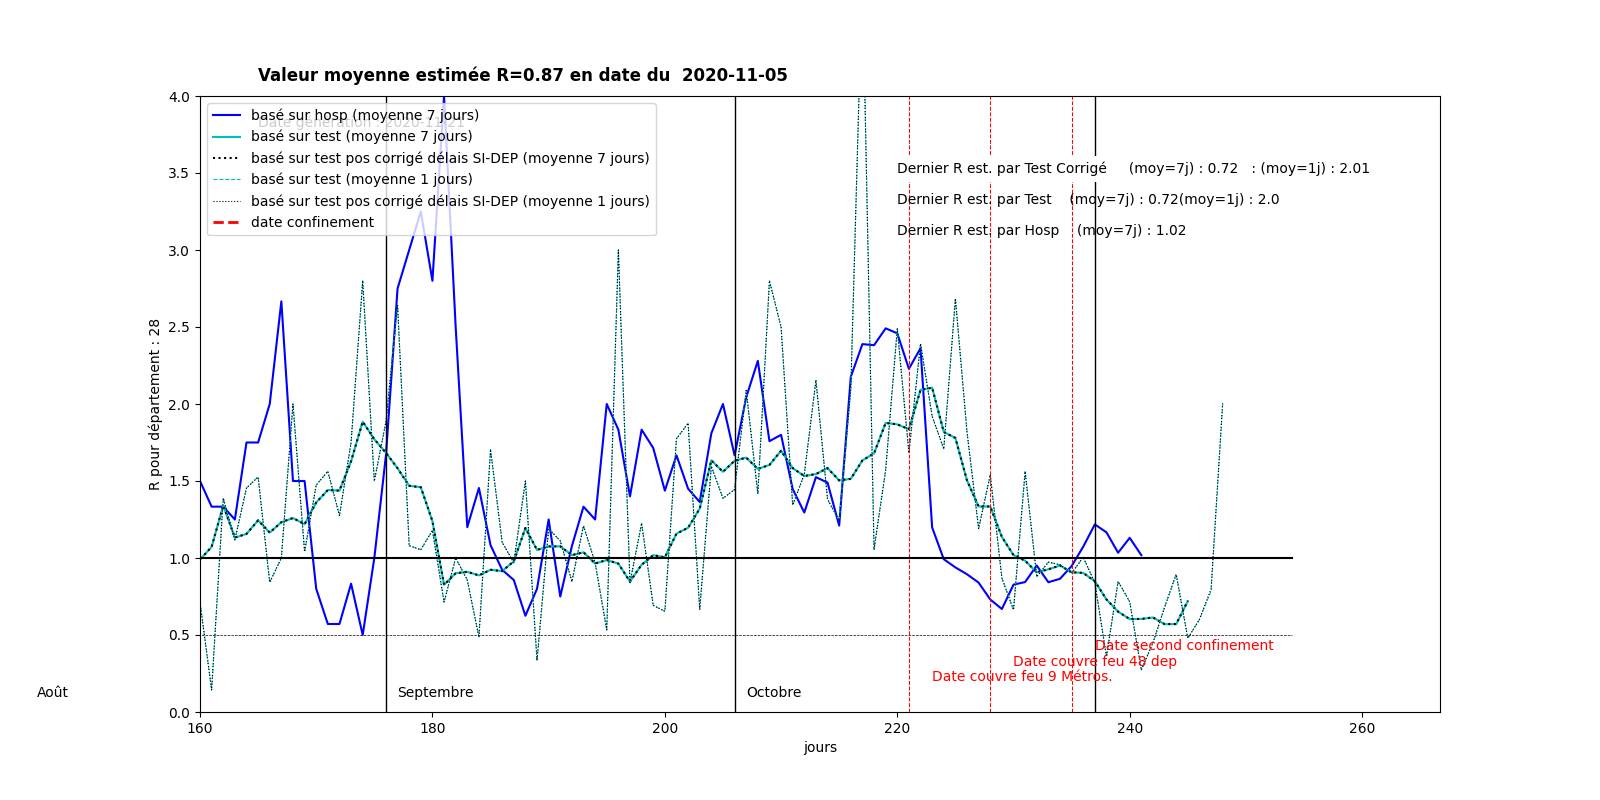 Valeur moyenne estimée R=0.87 en date du  2020-11-05
Date génération : 2020-11-21
basé sur hosp (moyenne 7 jours)
basé sur test (moyenne 7 jours)
basé sur test pos corrigé délais SI-DEP (moyenne 7 jours)
basé sur test (moyenne 1 jours)
basé sur test pos corrigé délais SI-DEP (moyenne 1 jours)
date confinement
Dernier R est. par Test Corrigé     (moy=7j) : 0.72   : (moy=1j) : 2.01
Dernier R est. par Test    (moy=7j) : 0.72(moy=1j) : 2.0
Dernier R est. par Hosp    (moy=7j) : 1.02
R pour département : 28
4.0
3.5
3.0
2.5
2.0
1.5
1.0
0.5
0.0
Date second confinement
Date couvre feu 48 dep
Date couvre feu 9 Métros.
Août
Septembre
Octobre
160
180
200
220
240
260
jours